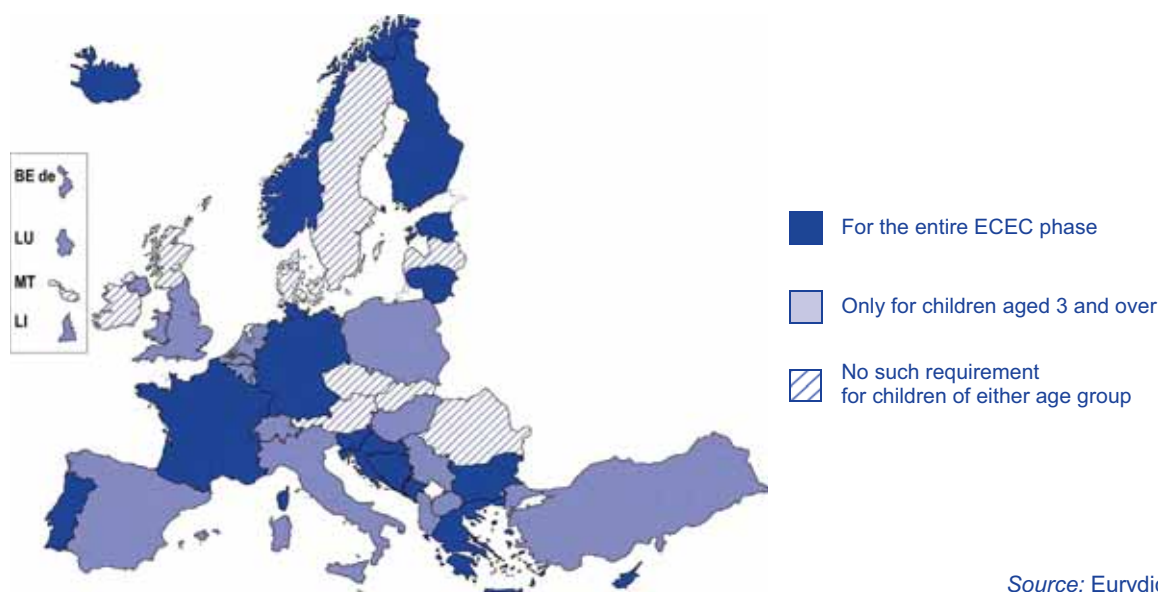 BE de
LU
MT
LI
For the entire ECEC phase
Only for children aged 3 and over
No such requirement
for children of either age group
Source: